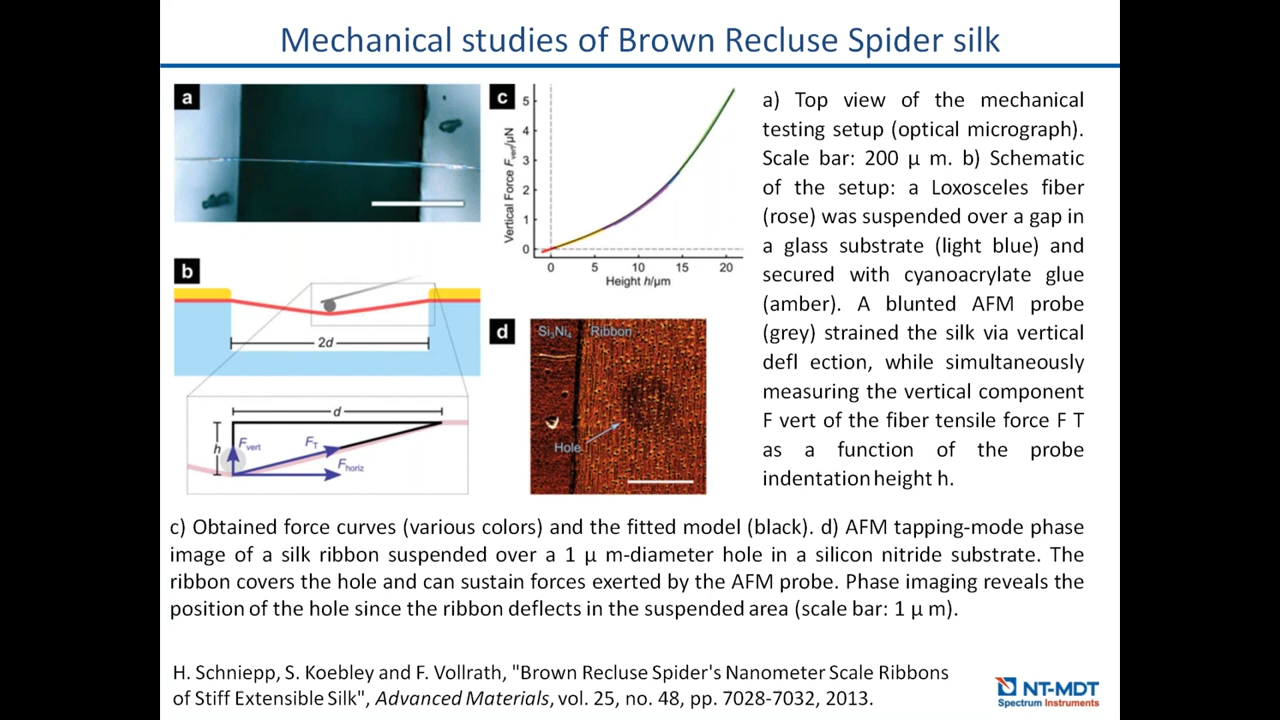 Mechanical studies of Brown Recluse Spider silk
a
b
2d
d
h
Fvert
FT
Fhoriz
c
Vertical Force Fvert/µN
5
4
3
2
1
0
0 5 10 15 20
Height h/µm
d
Si3Ni4 Ribbon
Hole
a) Top view of the mechanical
testing setup (optical micrograph).
Scale bar: 200 µ m. b) Schematic
of the setup: a Loxosceles fiber
(rose) was suspended over a gap in
a glass substrate (light blue) and
secured with cyanoacrylate glue
(amber). A blunted AFM probe
(grey) strained the silk via vertical
defl ection, while simultaneously
measuring the vertical component
F vert of the fiber tensile force F T
as a function of the probe
indentation height h.
c) Obtained force curves (various colors) and the fitted model (black). d) AFM tapping-mode phase
image of a silk ribbon suspended over a 1 µ m-diameter hole in a silicon nitride substrate. The
ribbon covers the hole and can sustain forces exerted by the AFM probe. Phase imaging reveals the
position of the hole since the ribbon deflects in the suspended area (scale bar: 1 µ m).
H. Schniepp, S. Koebley and F. Vollrath, "Brown Recluse Spider's Nanometer Scale Ribbons
of Stiff Extensible Silk", Advanced Materials, vol. 25, no. 48, pp. 7028-7032, 2013.
NT-MDT
Spectrum Instruments